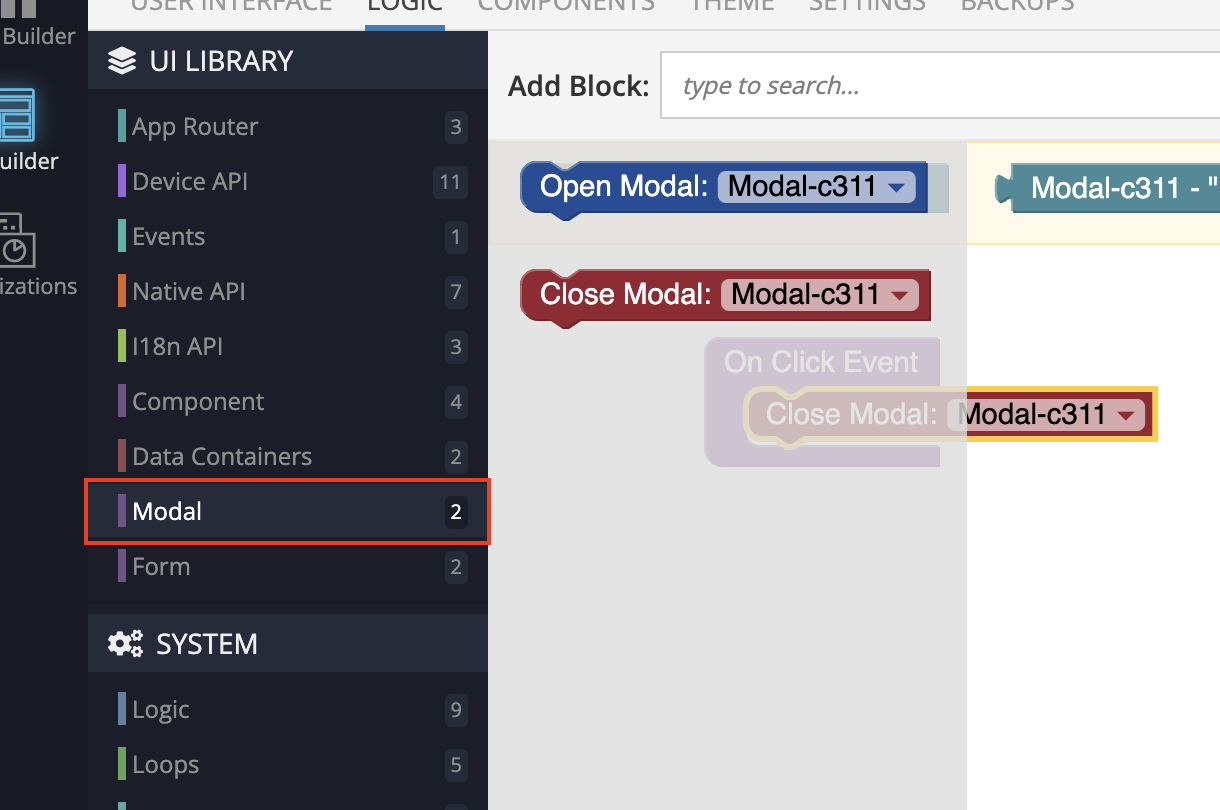 USER INTERFACE LOGIC COMPONENTS THEME SETTINGS BACKUPS
Builder
UI LIBRARY
Add Block: type to search...
App Router 3
Device API 11
Open Modal: Modal-c311
Modal-c311 - "
uilder
Events 1
Native API 7
izations
Close Modal: Modal-c311
I18n API 3
On Click Event
Component 4
Close Modal: Modal-c311
Data Containers 2
Modal 2
Form 2
SYSTEM
Logic 9
Loops 5